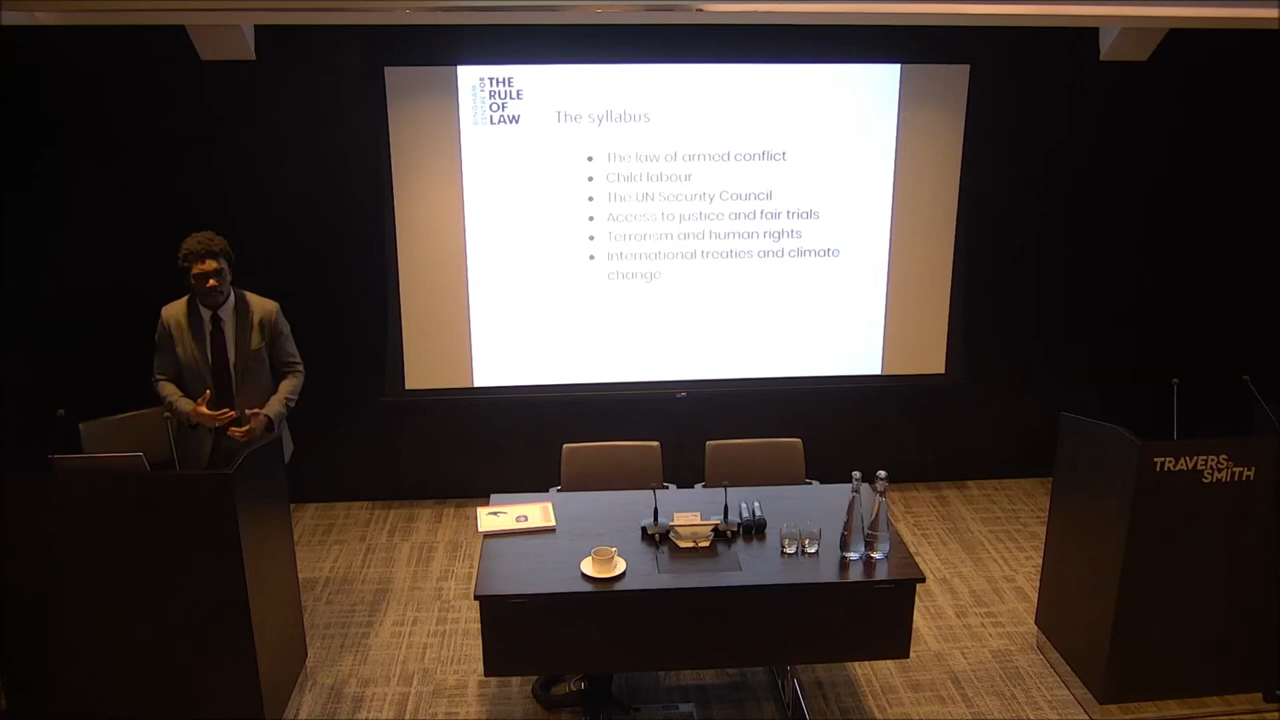 BINGHAM
CENTRE FOR
THE
RULE
OF
LAW
The syllabus
The law of armed conflict
Child labour
The UN Security Council
Access to justice and fair trials
Terrorism and human rights
International treaties and climate
change
TRAVERS
SMITH